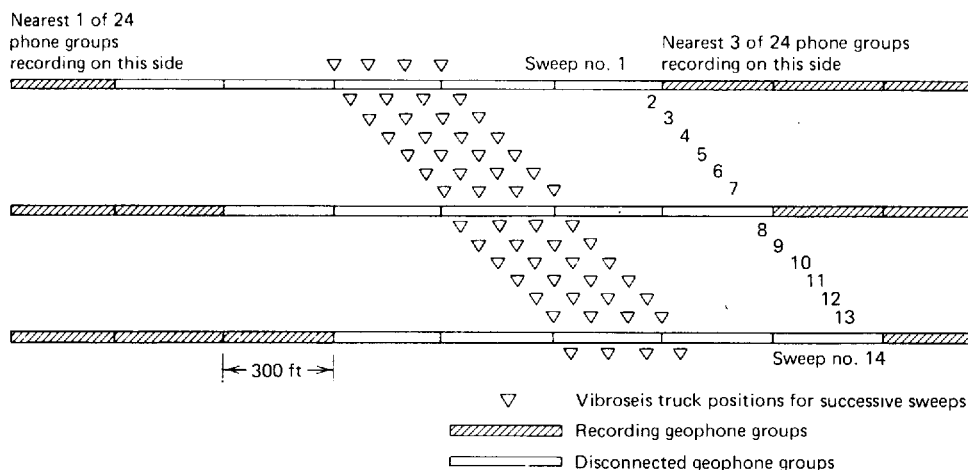 Nearest 1 of 24
phone groups
recording on this side
Sweep no. 1
Nearest 3 of 24 phone groups
recording on this side
2
3
4
5
6
7
8
9
10
11
12
13
300 ft
Sweep no. 14
Vibroseis truck positions for successive sweeps
Recording geophone groups
Disconnected geophone groups